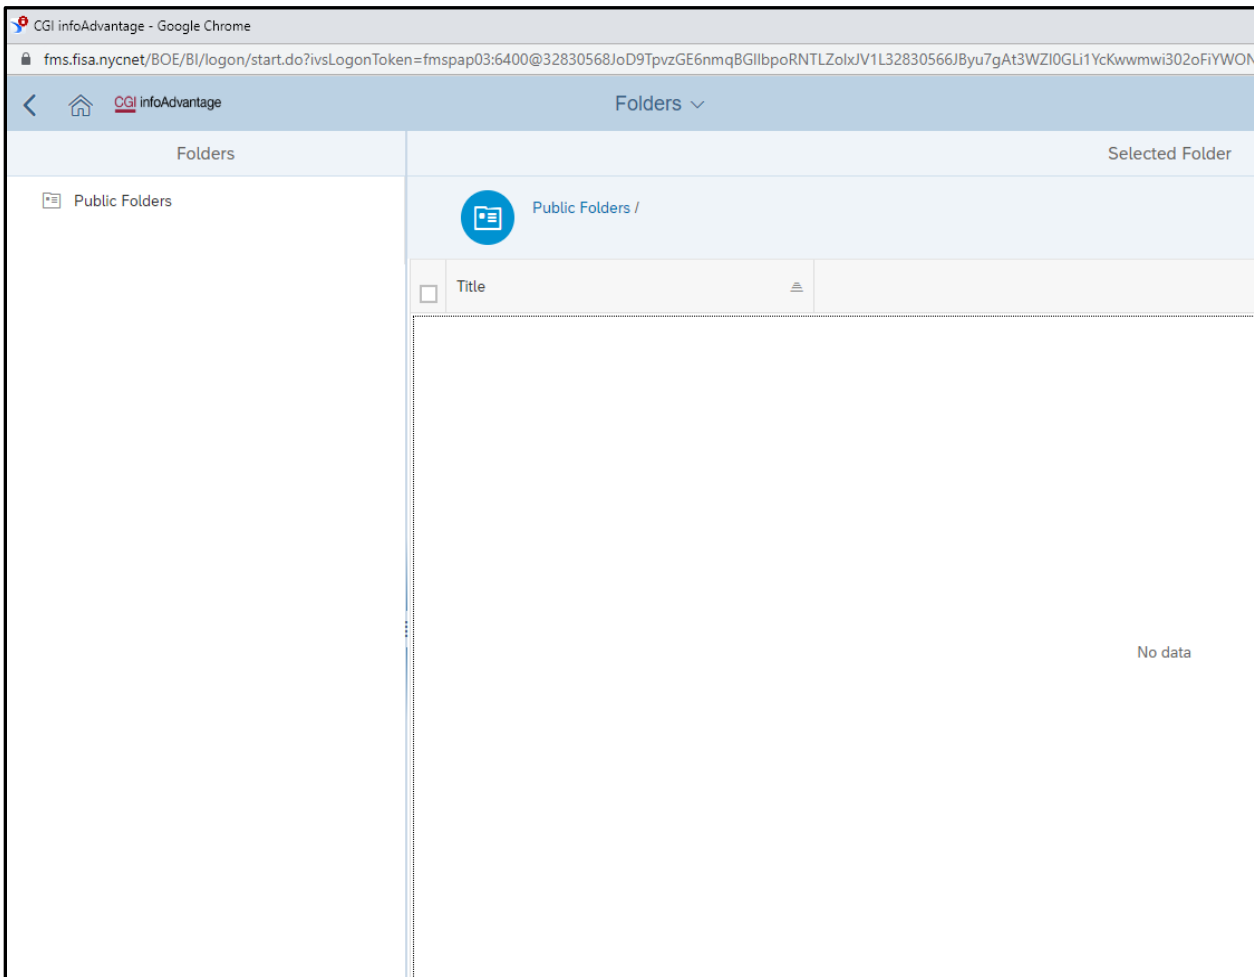 CGI infoAdvantage - Google Chrome
fms.fisa.nycnet/BOE/BI/logon/start.do?ivsLogonToken=fmspap03:6400@32830568JoD9TpvzGE6nmqBGIIbpoRNTLZolxJV1L32830566JByu7gAt3WZI0GLi1YcKwwmwi302oFiYWON
CGI infoAdvantage
Folders
Folders
Selected Folder
Public Folders
Public Folders /
Title
No data